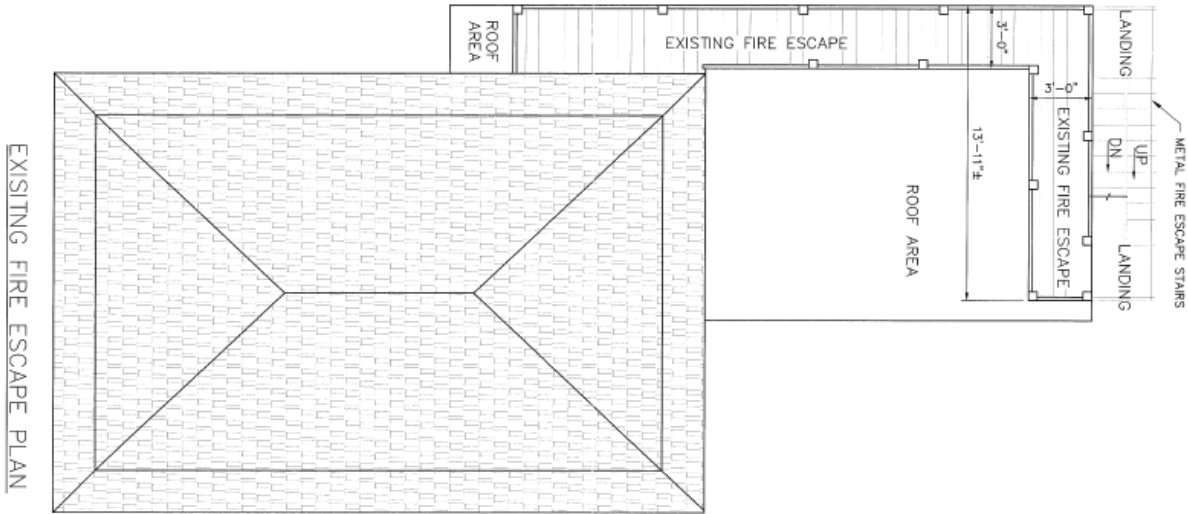 ROOF
AREA
EXISTING FIRE ESCAPE
3'-0"
LANDING
3'-0"
METAL FIRE ESCAPE STAIRS
EXISTING FIRE ESCAPE
UP
DN
13'-11"±
ROOF AREA
LANDING
EXISITNG FIRE ESCAPE PLAN